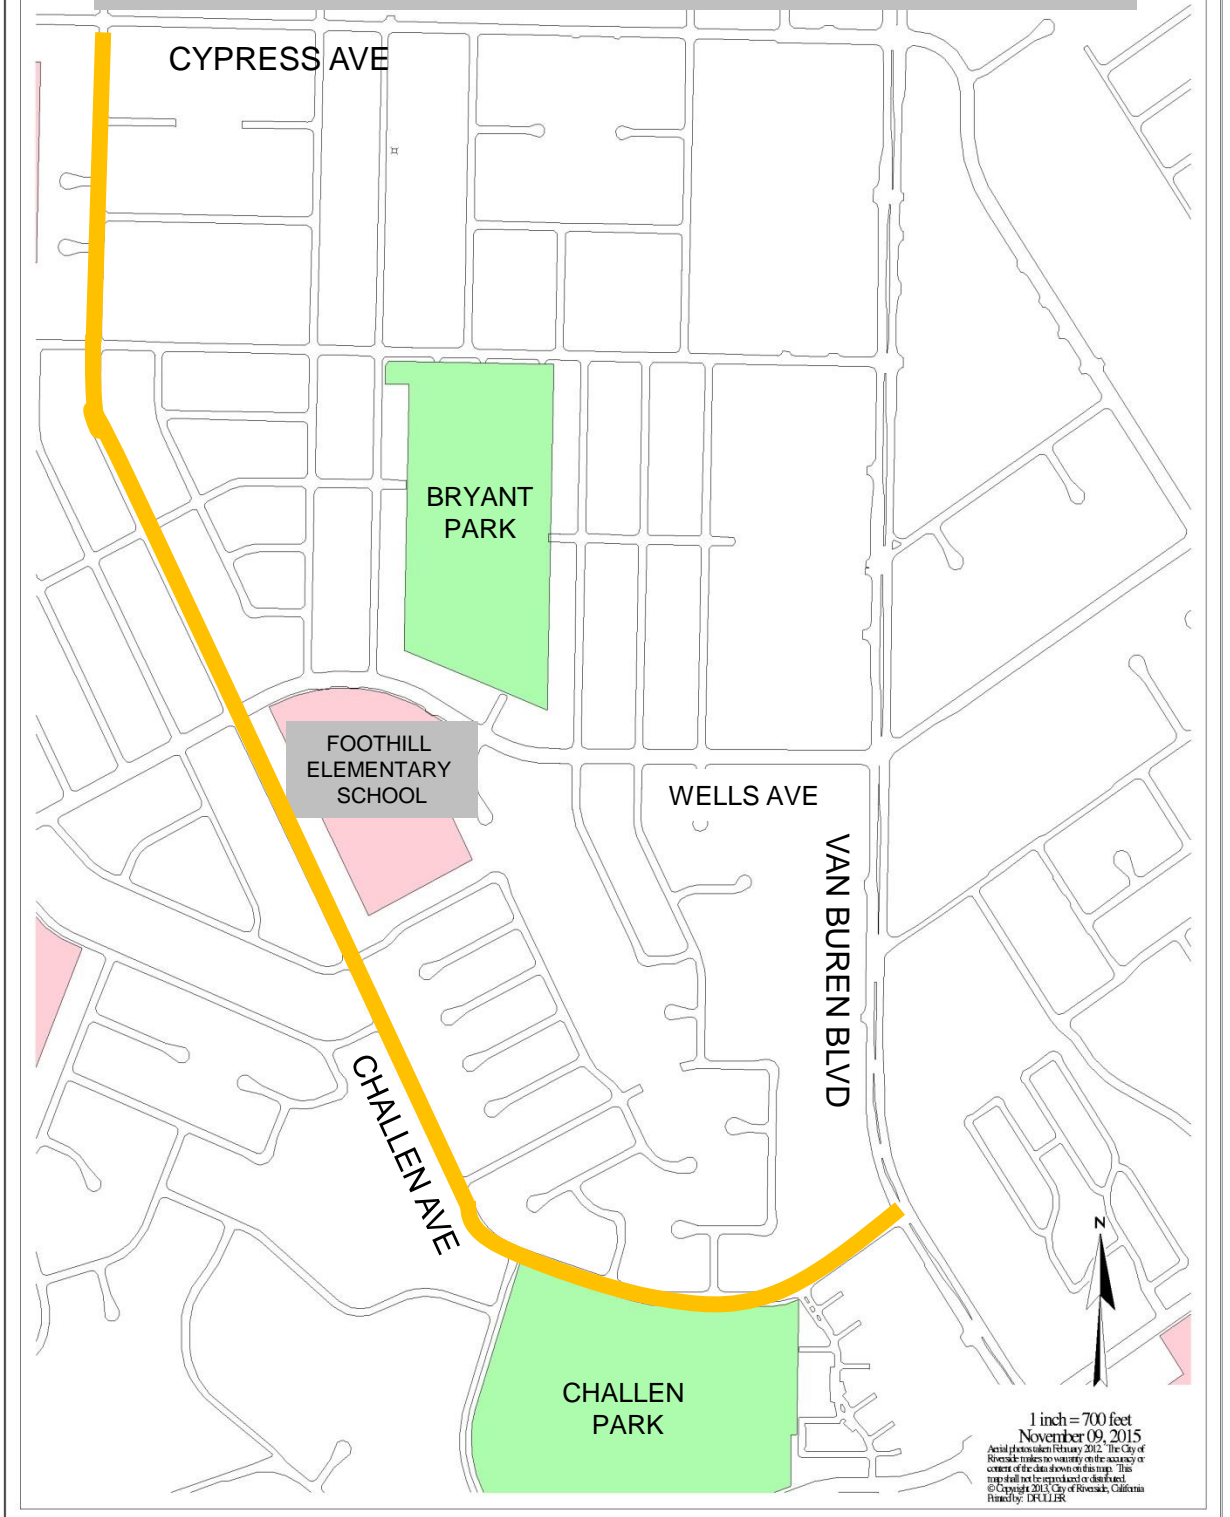 CYPRESS AVE
BRYANT
PARK
FOOTHILL
ELEMENTARY
SCHOOL
WELLS AVE
VAN BUREN BLVD
CHALLEN AVE
N
CHALLEN
PARK
1 inch = 700 feet
November 09, 2015
Aerial photos taken February 2012. The City of
Riverside makes no warranty on the accuracy or
content of the data shown on this map. This
map shall not be reproduced or distributed.
© Copyright 2013, City of Riverside, California
Printed by: DFULLER